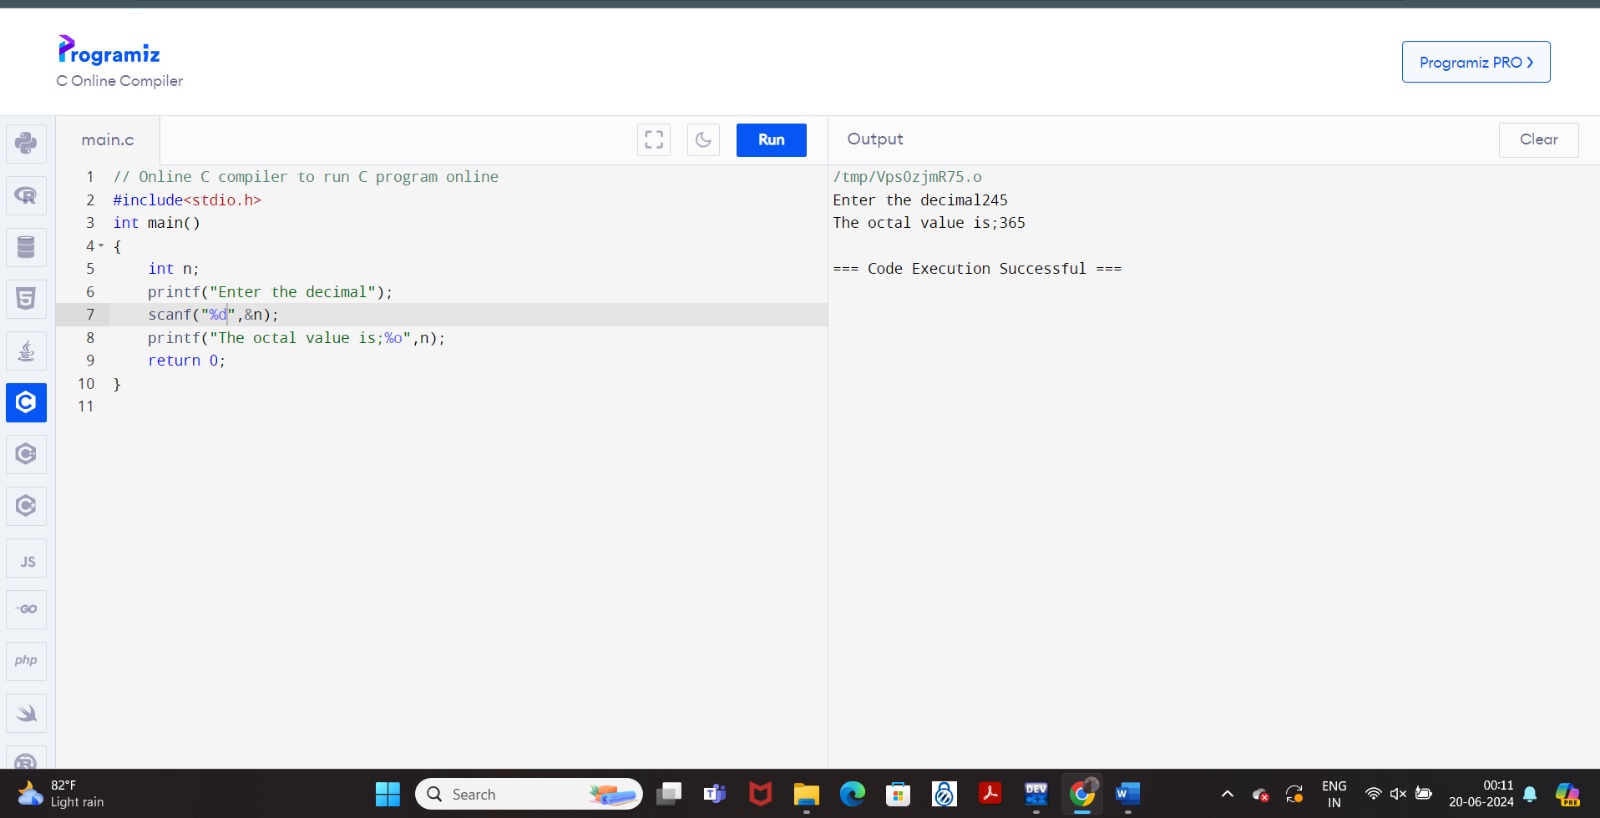 Programiz
C Online Compiler
Programiz PRO
main.c
Run
Output
Clear
1 // Online C compiler to run C program online
2 #include<stdio.h>
3 int main()
4 {
5 int n;
6 printf("Enter the decimal");
7 scanf("%d",&n);
8 printf("The octal value is;%o",n);
9 return 0;
10 }
11
/tmp/VpsOzjmR75.o
Enter the decimal245
The octal value is;365
=== Code Execution Successful ===
JS
GO
php
82°F
Light rain
Search
DEV
C++
W
ENG
IN
00:11
20-06-2024
PRE